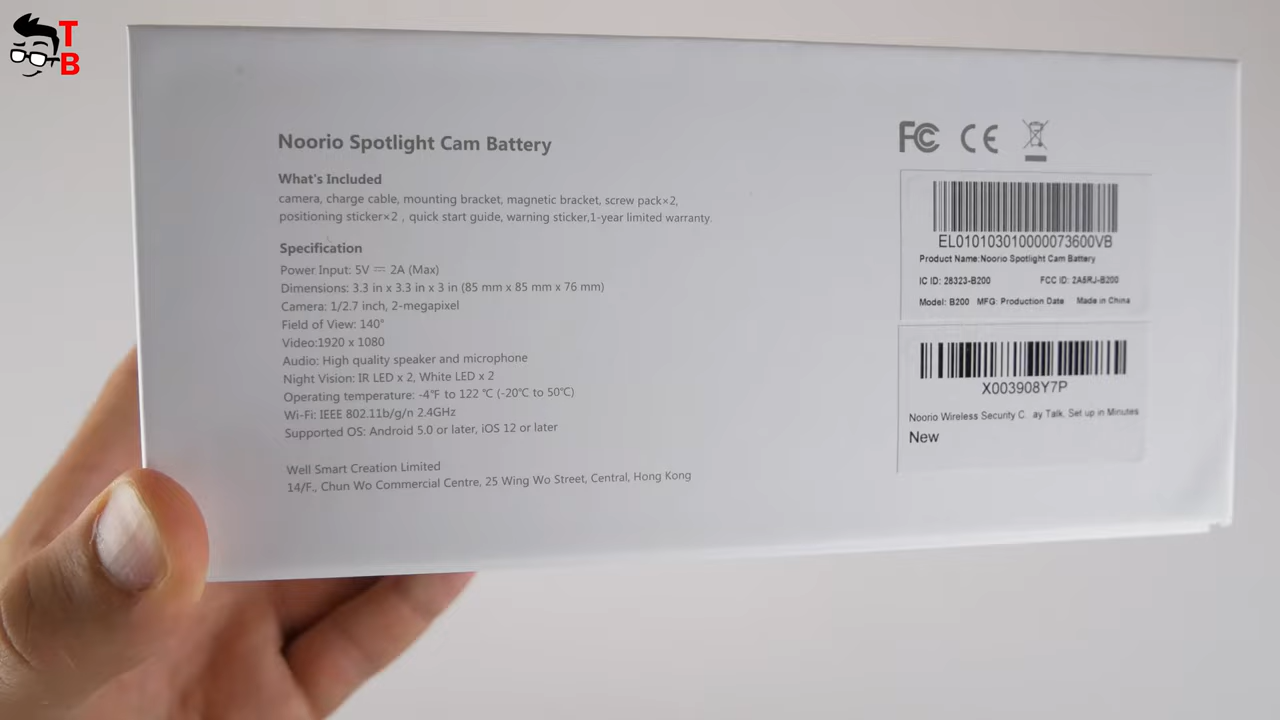 TB
Noorio Spotlight Cam Battery
What's Included
camera, charge cable, mounting bracket, magnetic bracket, screw pack×2,
positioning sticker×2 , quick start guide, warning sticker,1-year limited warranty.
Specification
Power Input: 5V ⎓ 2A (Max)
Dimensions: 3.3 in x 3.3 in x 3 in (85 mm x 85 mm x 76 mm)
Camera: 1/2.7 inch, 2-megapixel
Field of View: 140°
Video:1920 x 1080
Audio: High quality speaker and microphone
Night Vision: IR LED x 2, White LED x 2
Operating temperature: -4℉ to 122 ℃ (-20℃ to 50℃)
Wi-Fi: IEEE 802.11b/g/n 2.4GHz
Supported OS: Android 5.0 or later, iOS 12 or later
Well Smart Creation Limited
14/F., Chun Wo Commercial Centre, 25 Wing Wo Street, Central, Hong Kong
FC CE
EL010103010000073600VB
Product Name:Noorio Spotlight Cam Battery
IC ID: 28323-B200 FCC ID: 2A5RJ-B200
Model: B200 MFG: Production Date Made in China
X003908Y7P
Noorio Wireless Security C. ay Talk, Set up in Minutes
New